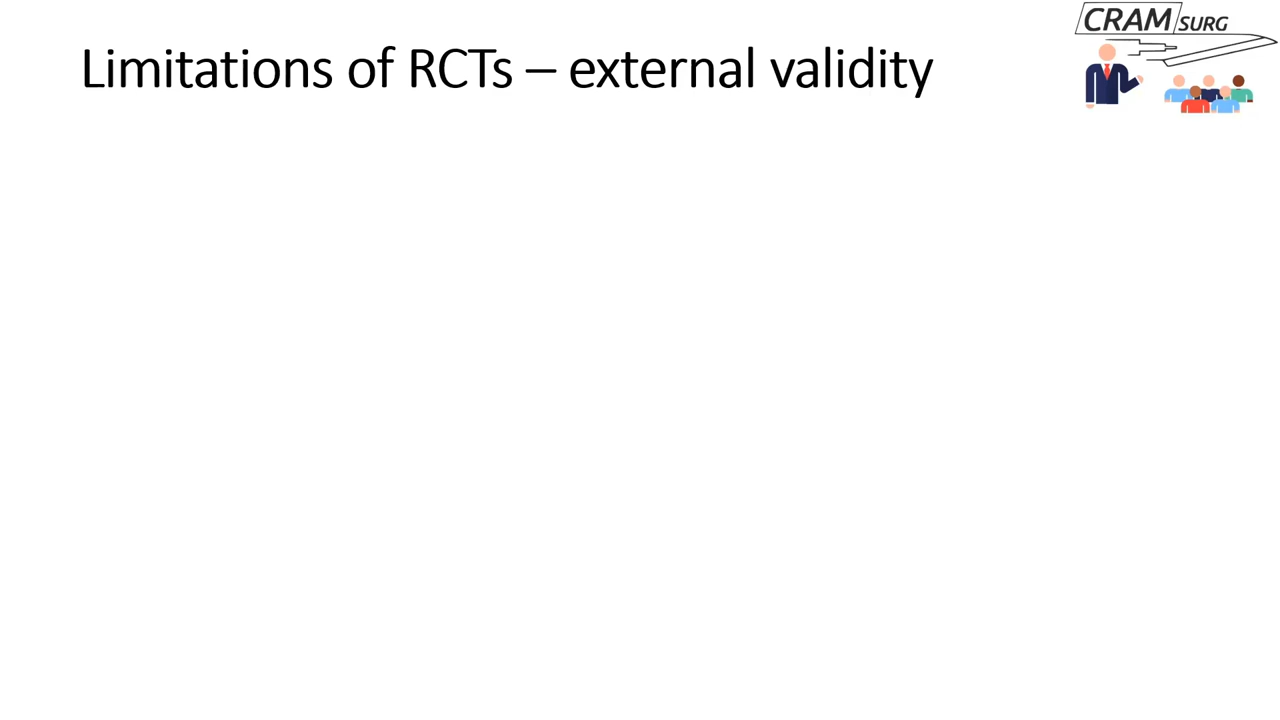 Limitations of RCTs – external validity
CRAM SURG